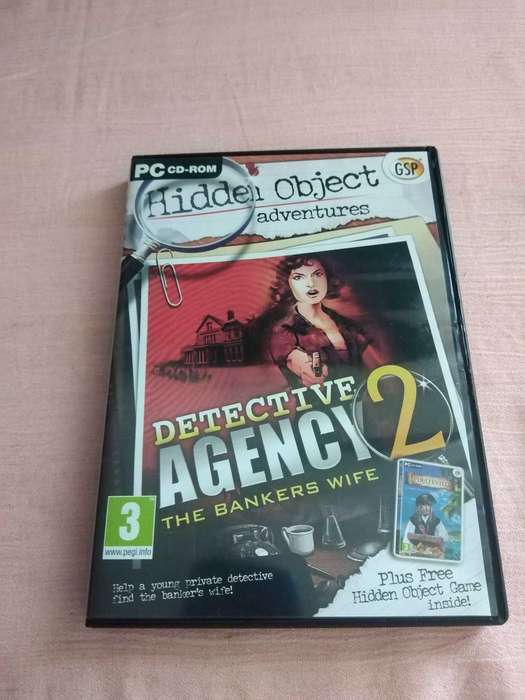 PC CD-ROM
GSP
Hidden Object
adventures
DETECTIVE
AGENCY 2
THE BANKERS WIFE
3
www.pegi.info
Help a young private detective
find the banker's wife!
Plus Free
Hidden Object Game
inside!